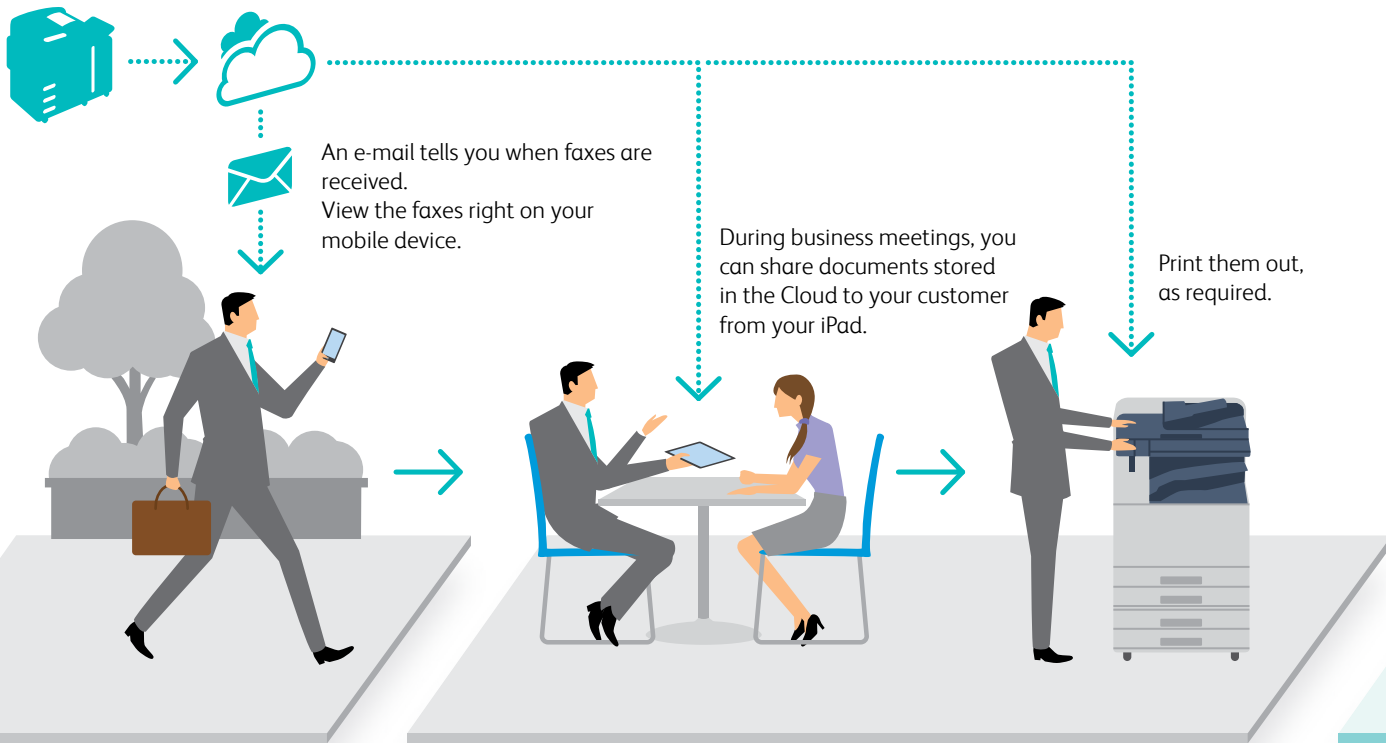 An e-mail tells you when faxes are
received.
View the faxes right on your
mobile device.
During business meetings, you
can share documents stored
in the Cloud to your customer
from your iPad.
Print them out,
as required.